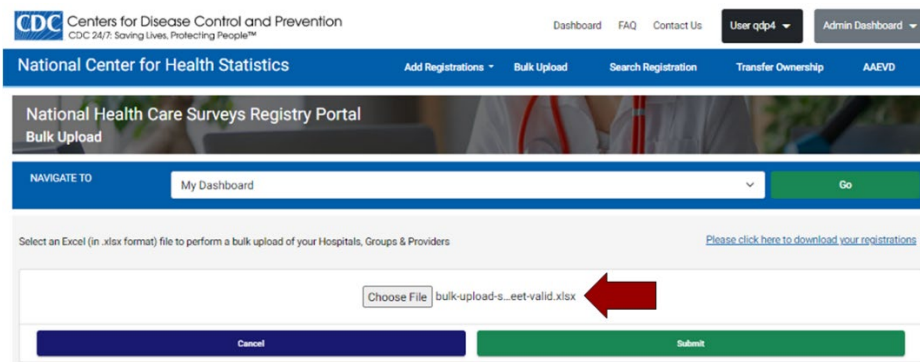 CDC Centers for Disease Control and Prevention
CDC 24/7: Saving Lives, Protecting People™
Dashboard FAQ Contact Us User qdp4 Admin Dashboard
National Center for Health Statistics Add Registrations Bulk Upload Search Registration Transfer Ownership AAEVD
National Health Care Surveys Registry Portal
Bulk Upload
NAVIGATE TO My Dashboard Go
Select an Excel (in .xlsx format) file to perform a bulk upload of your Hospitals, Groups & Providers Please click here to download your registrations
Choose File bulk-upload-s...eet-valid.xlsx
Cancel Submit